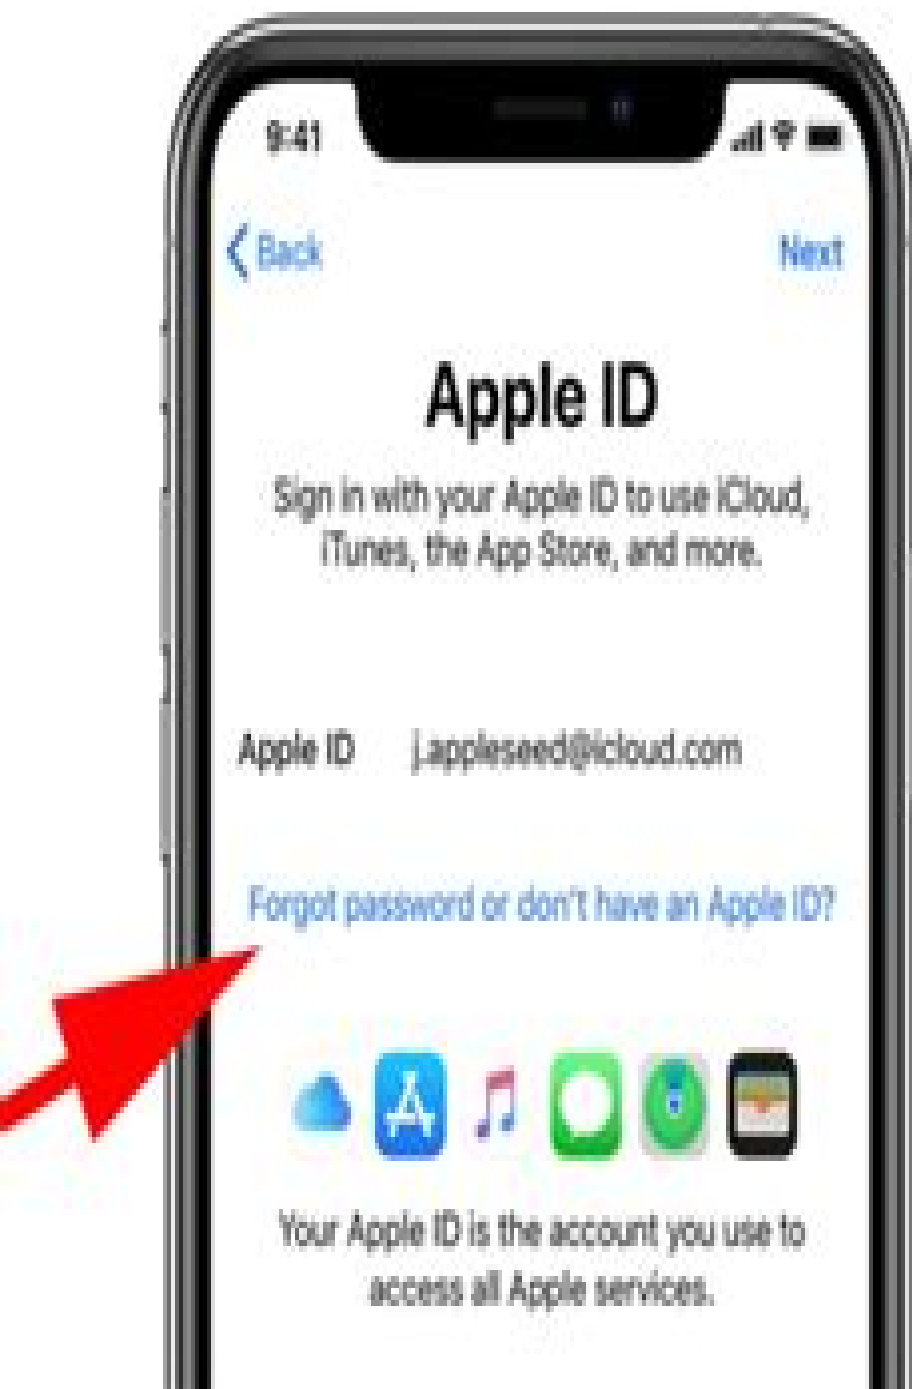 9:41
Back
Next
Apple ID
Sign in with your Apple ID to use iCloud,
iTunes, the App Store, and more.
Apple ID j.appleseed@icloud.com
Forgot password or don't have an Apple ID?
Your Apple ID is the account you use to
access all Apple services.